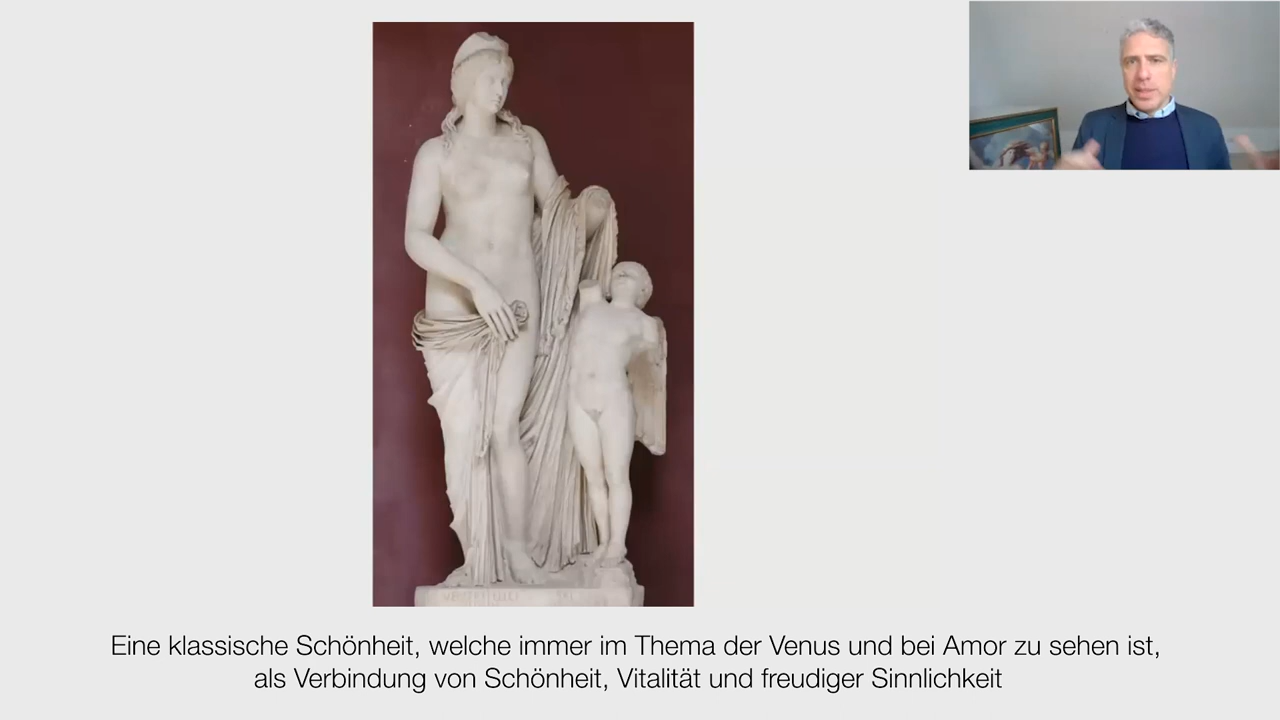 Eine klassische Schönheit, welche immer im Thema der Venus und bei Amor zu sehen ist,
als Verbindung von Schönheit, Vitalität und freudiger Sinnlichkeit